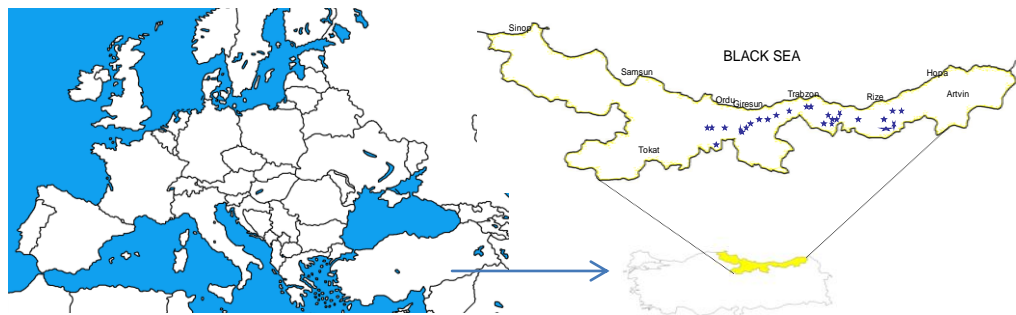 Sinop
BLACK SEA
Samsun
Hopa
Trabzon
Rize
Artvin
Ordu
Giresun
Tokat